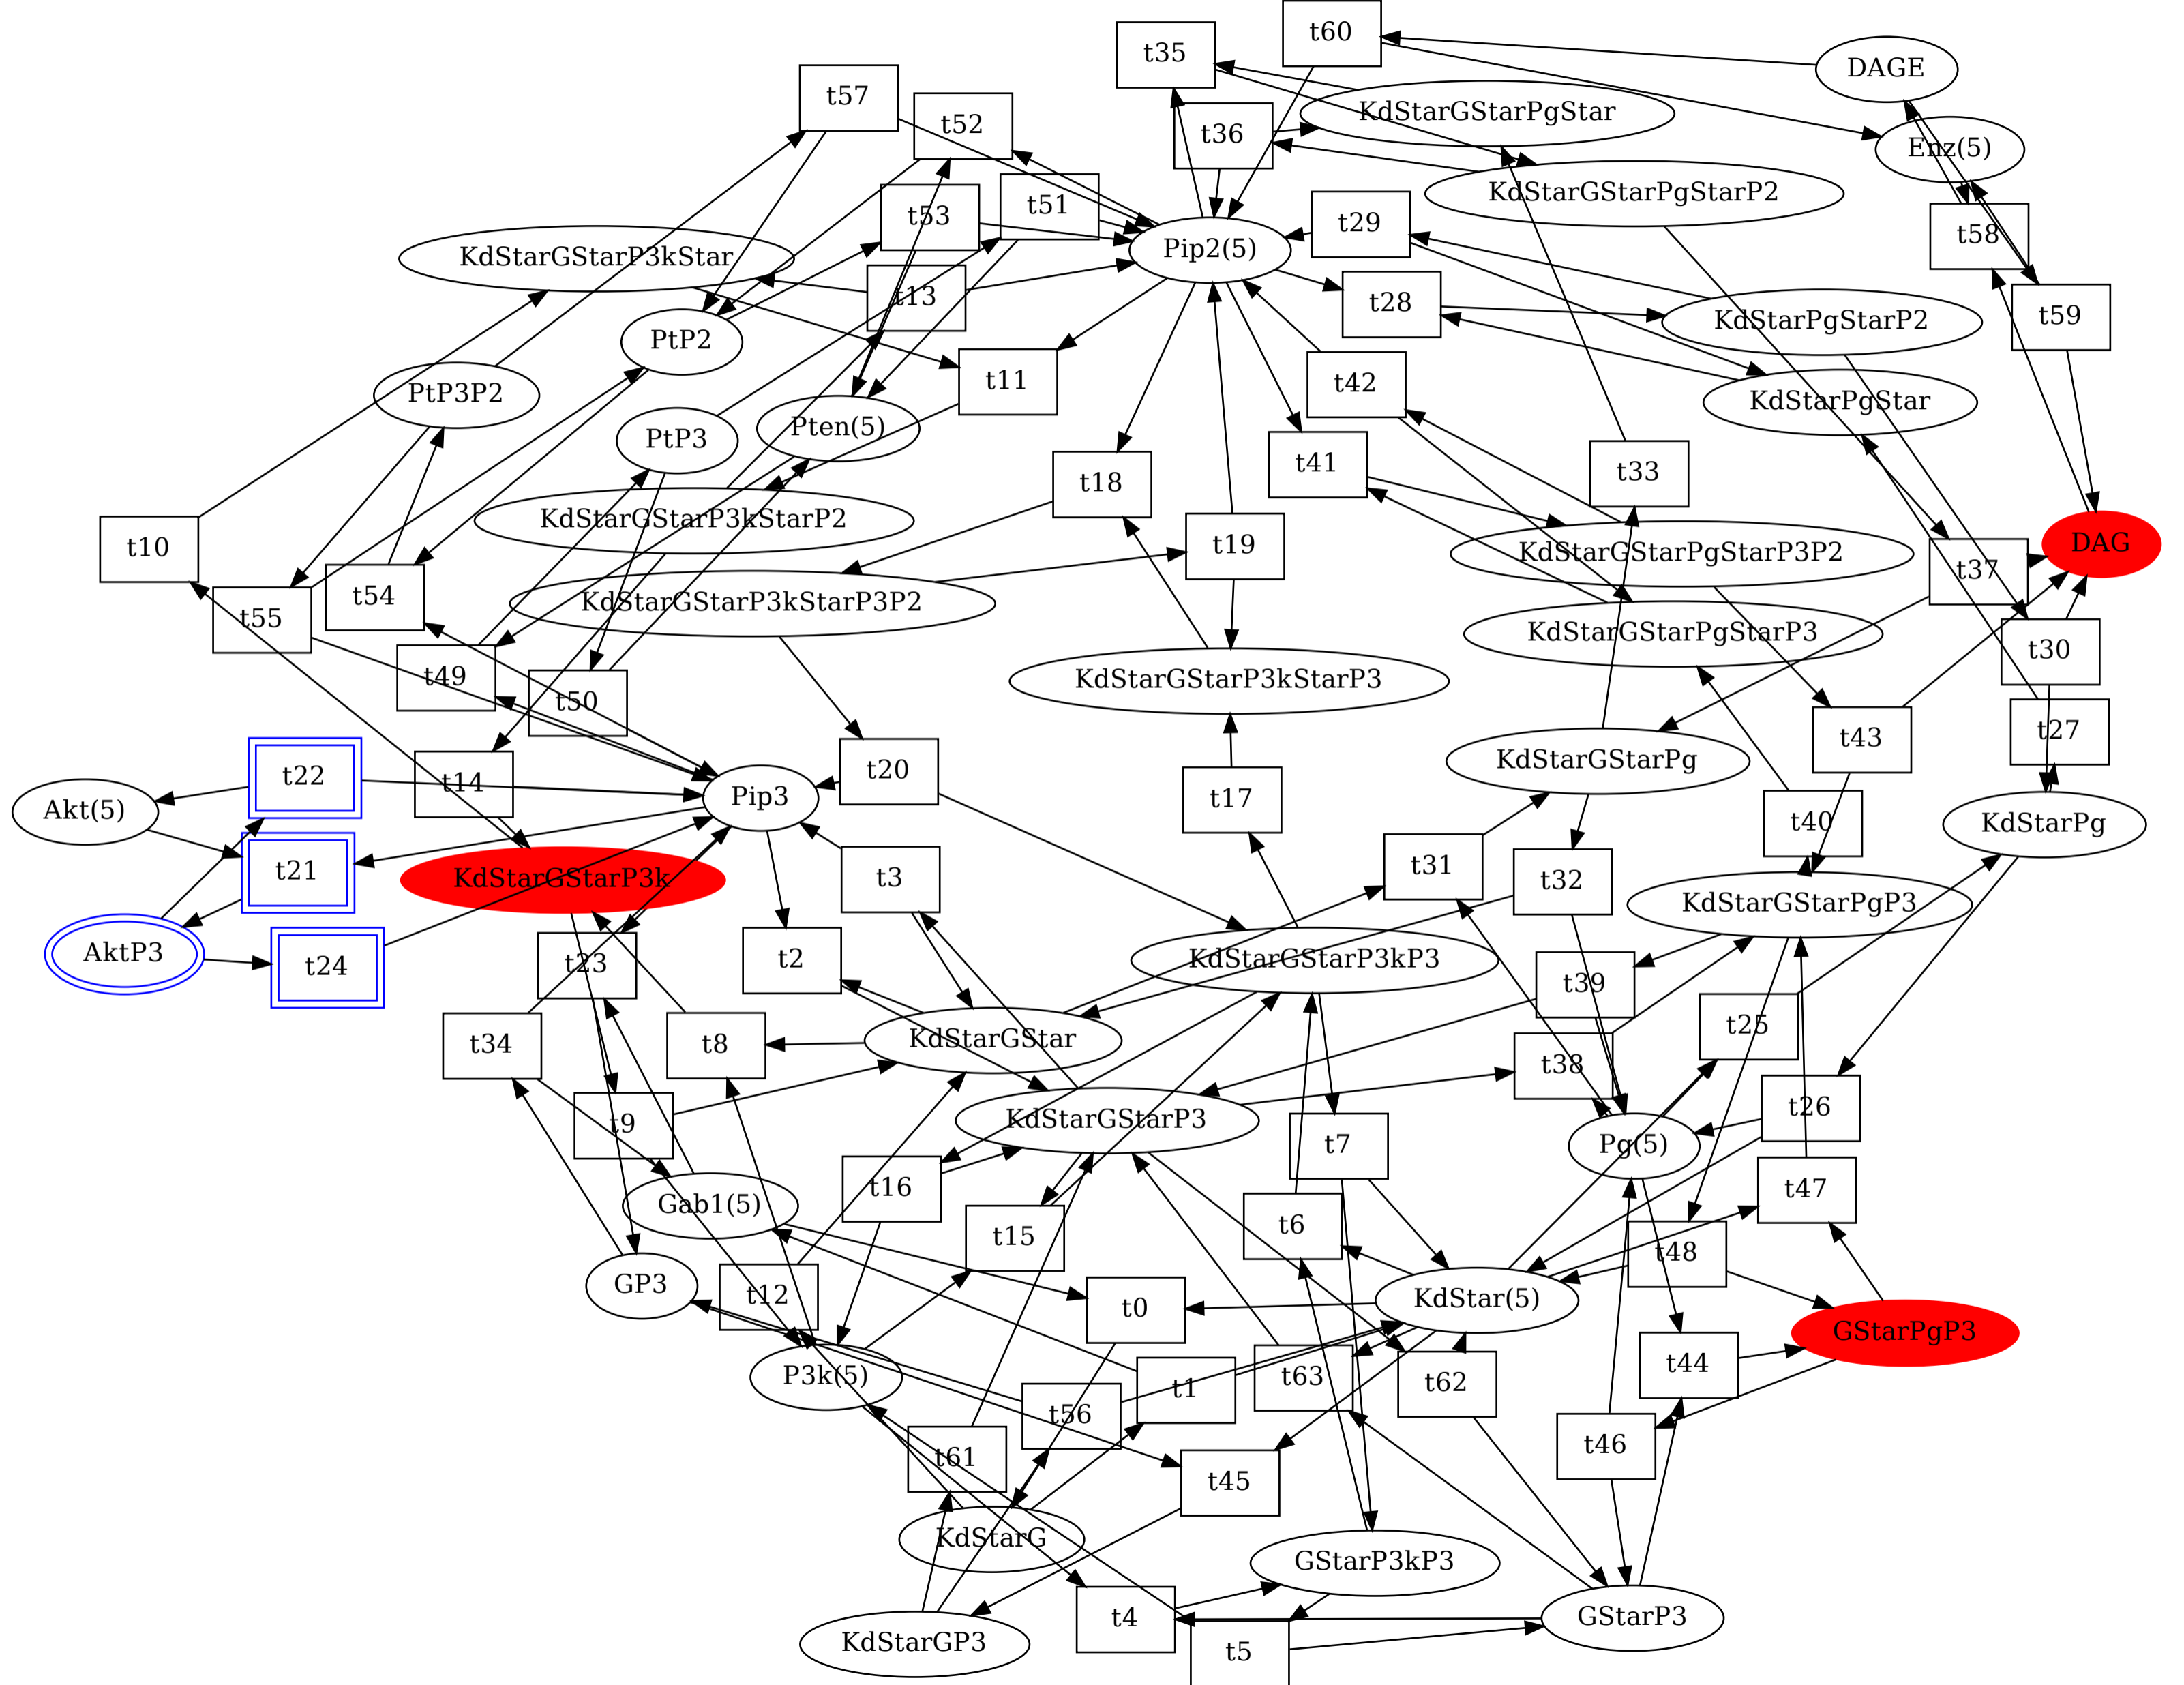 t60
t35
DAGE
t57
t52
KdStarGStarPgStar
t36
Enz(5)
KdStarGStarPgStarP2
t53
t51
t29
t58
KdStarGStarP3kStar
Pip2(5)
t13
t28
t59
KdStarPgStarP2
PtP2
t11
t42
PtP3P2
KdStarPgStar
PtP3
Pten(5)
t41
t33
t18
KdStarGStarP3kStarP2
t10
t19
KdStarGStarPgStarP3P2
DAG
t37
t54
KdStarGStarP3kStarP3P2
t55
KdStarGStarPgStarP3
t30
t49
t50
KdStarGStarP3kStarP3
t27
t43
KdStarGStarPg
t22
t14
t20
Pip3
t17
Akt(5)
t40
KdStarPg
t21
KdStarGStarP3k
t3
t31
t32
KdStarGStarPgP3
AktP3
t24
t23
t2
KdStarGStarP3kP3
t39
t25
t34
t8
KdStarGStar
t38
t26
t9
KdStarGStarP3
t7
Pg(5)
t16
t47
Gab1(5)
t15
t6
t48
GP3
t12
t0
KdStar(5)
GStarPgP3
t44
P3k(5)
t1
t63
t62
t56
t61
t46
t45
KdStarG
GStarP3kP3
t4
GStarP3
KdStarGP3
t5